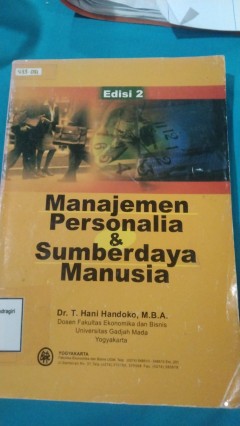 Edisi 2
Manajemen
Personalia
&
Sumberdaya
Manusia
Dr. T. Hani Handoko, M.B.A.
Dosen Fakultas Ekonomika dan Bisnis
Universitas Gadjah Mada
Yogyakarta
YOGYAKARTA